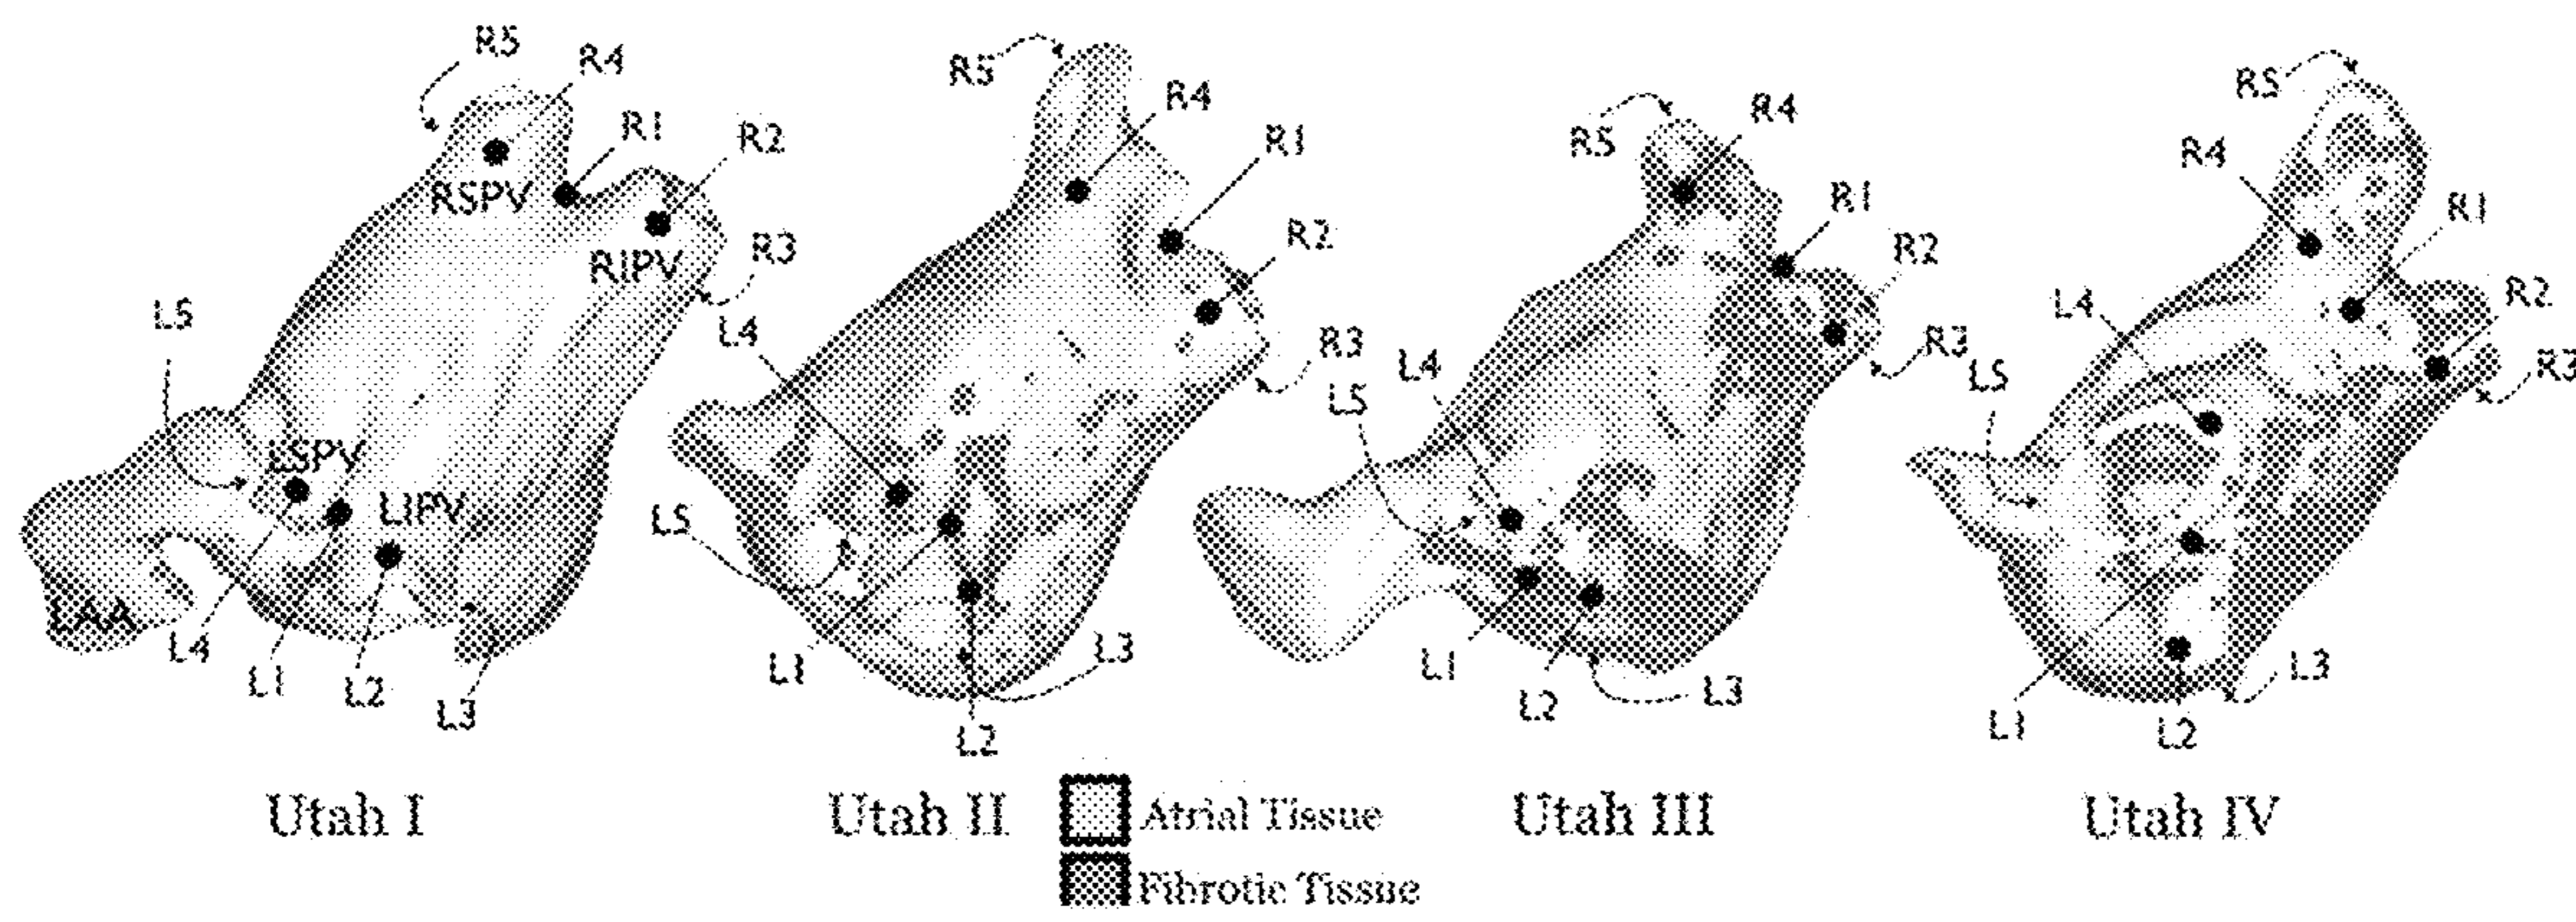 R5
R4
R1
R2
RSPV
RIPV
R3
L5
LSPV
LIPV
LAA
L4
L1
L2
L3
R5
R4
R1
R2
R3
L4
L5
L1
L3
L2
R5
R4
R1
R2
R3
L4
L5
L1
L2
L3
R5
R4
R1
R2
R3
L4
L5
L1
L2
L3
Utah I
Utah II
Utah III
Utah IV
Atrial Tissue
Fibrotic Tissue